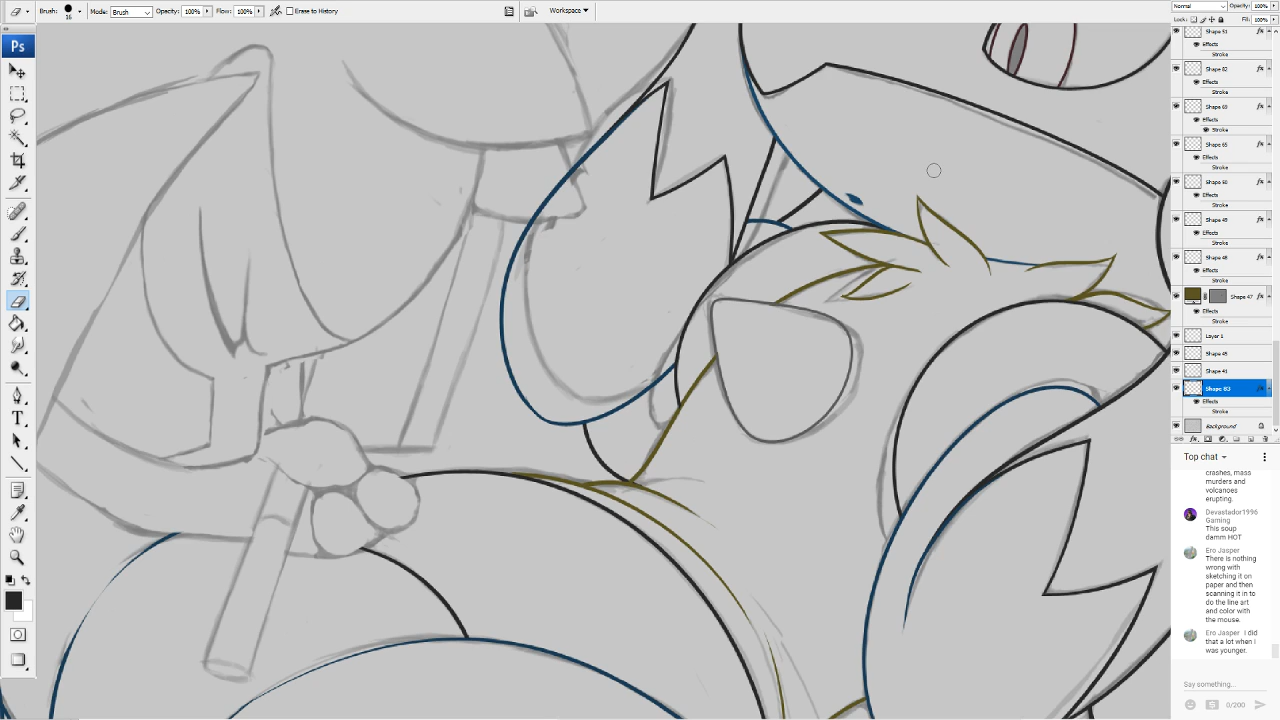 Brush: Mode: Brush Opacity: 100% Flow: 100% Erase to History Workspace
16
Normal Opacity: 100%
Lock: Fill: 100%
Ps
Shape 51
Effects
Stroke
Shape 82
Effects
Stroke
Shape 69
Effects
Stroke
Shape 65
Effects
Stroke
Shape 50
Effects
Stroke
Shape 49
Effects
Stroke
Shape 48
Effects
Stroke
Shape 47
Effects
Stroke
Layer 1
Shape 45
Shape 41
Shape 83
Effects
Stroke
Background
Top chat
crashes, mass
murders and
volcanoes
erupting.
Devastador1996
Gaming
This soup
damm HOT
Ero Jasper
There is nothing
wrong with
sketching it on
paper and then
scanning it in to
do the line art
and color with
the mouse.
Ero Jasper I did
that a lot when i
was younger.
Say something...
0/200